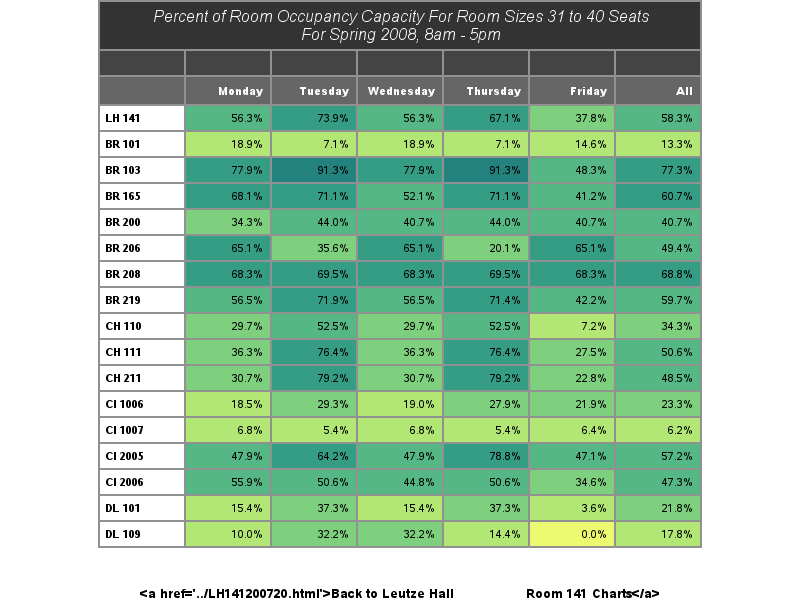 Percent of Room Occupancy Capacity For Room Sizes 31 to 40 Seats
For Spring 2008, 8am - 5pm
Monday Tuesday Wednesday Thursday Friday All
LH 141 56.3% 73.9% 56.3% 67.1% 37.8% 58.3%
BR 101 18.9% 7.1% 18.9% 7.1% 14.6% 13.3%
BR 103 77.9% 91.3% 77.9% 91.3% 48.3% 77.3%
BR 165 68.1% 71.1% 52.1% 71.1% 41.2% 60.7%
BR 200 34.3% 44.0% 40.7% 44.0% 40.7% 40.7%
BR 206 65.1% 35.6% 65.1% 20.1% 65.1% 49.4%
BR 208 68.3% 69.5% 68.3% 69.5% 68.3% 68.8%
BR 219 56.5% 71.9% 56.5% 71.4% 42.2% 59.7%
CH 110 29.7% 52.5% 29.7% 52.5% 7.2% 34.3%
CH 111 36.3% 76.4% 36.3% 76.4% 27.5% 50.6%
CH 211 30.7% 79.2% 30.7% 79.2% 22.8% 48.5%
CI 1006 18.5% 29.3% 19.0% 27.9% 21.9% 23.3%
CI 1007 6.8% 5.4% 6.8% 5.4% 6.4% 6.2%
CI 2005 47.9% 64.2% 47.9% 78.8% 47.1% 57.2%
CI 2006 55.9% 50.6% 44.8% 50.6% 34.6% 47.3%
DL 101 15.4% 37.3% 15.4% 37.3% 3.6% 21.8%
DL 109 10.0% 32.2% 32.2% 14.4% 0.0% 17.8%
<a href='../LH141200720.html'>Back to Leutze Hall Room 141 Charts</a>